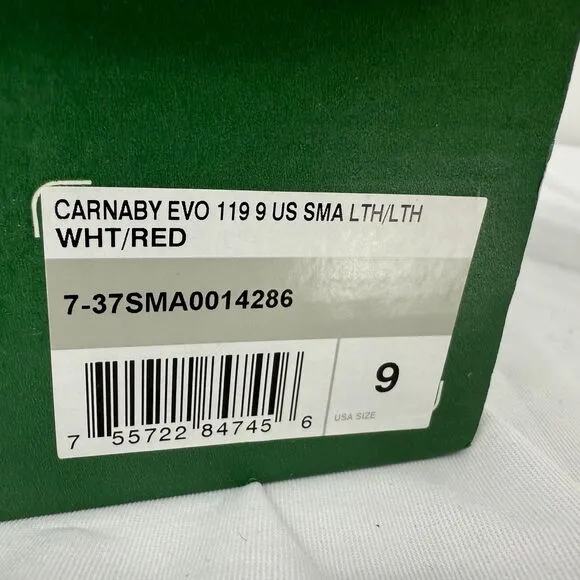 CARNABY EVO 119 9 US SMA LTH/LTH
WHT/RED
7-37SMA0014286
7 55722 84745 6
9
USA SIZE